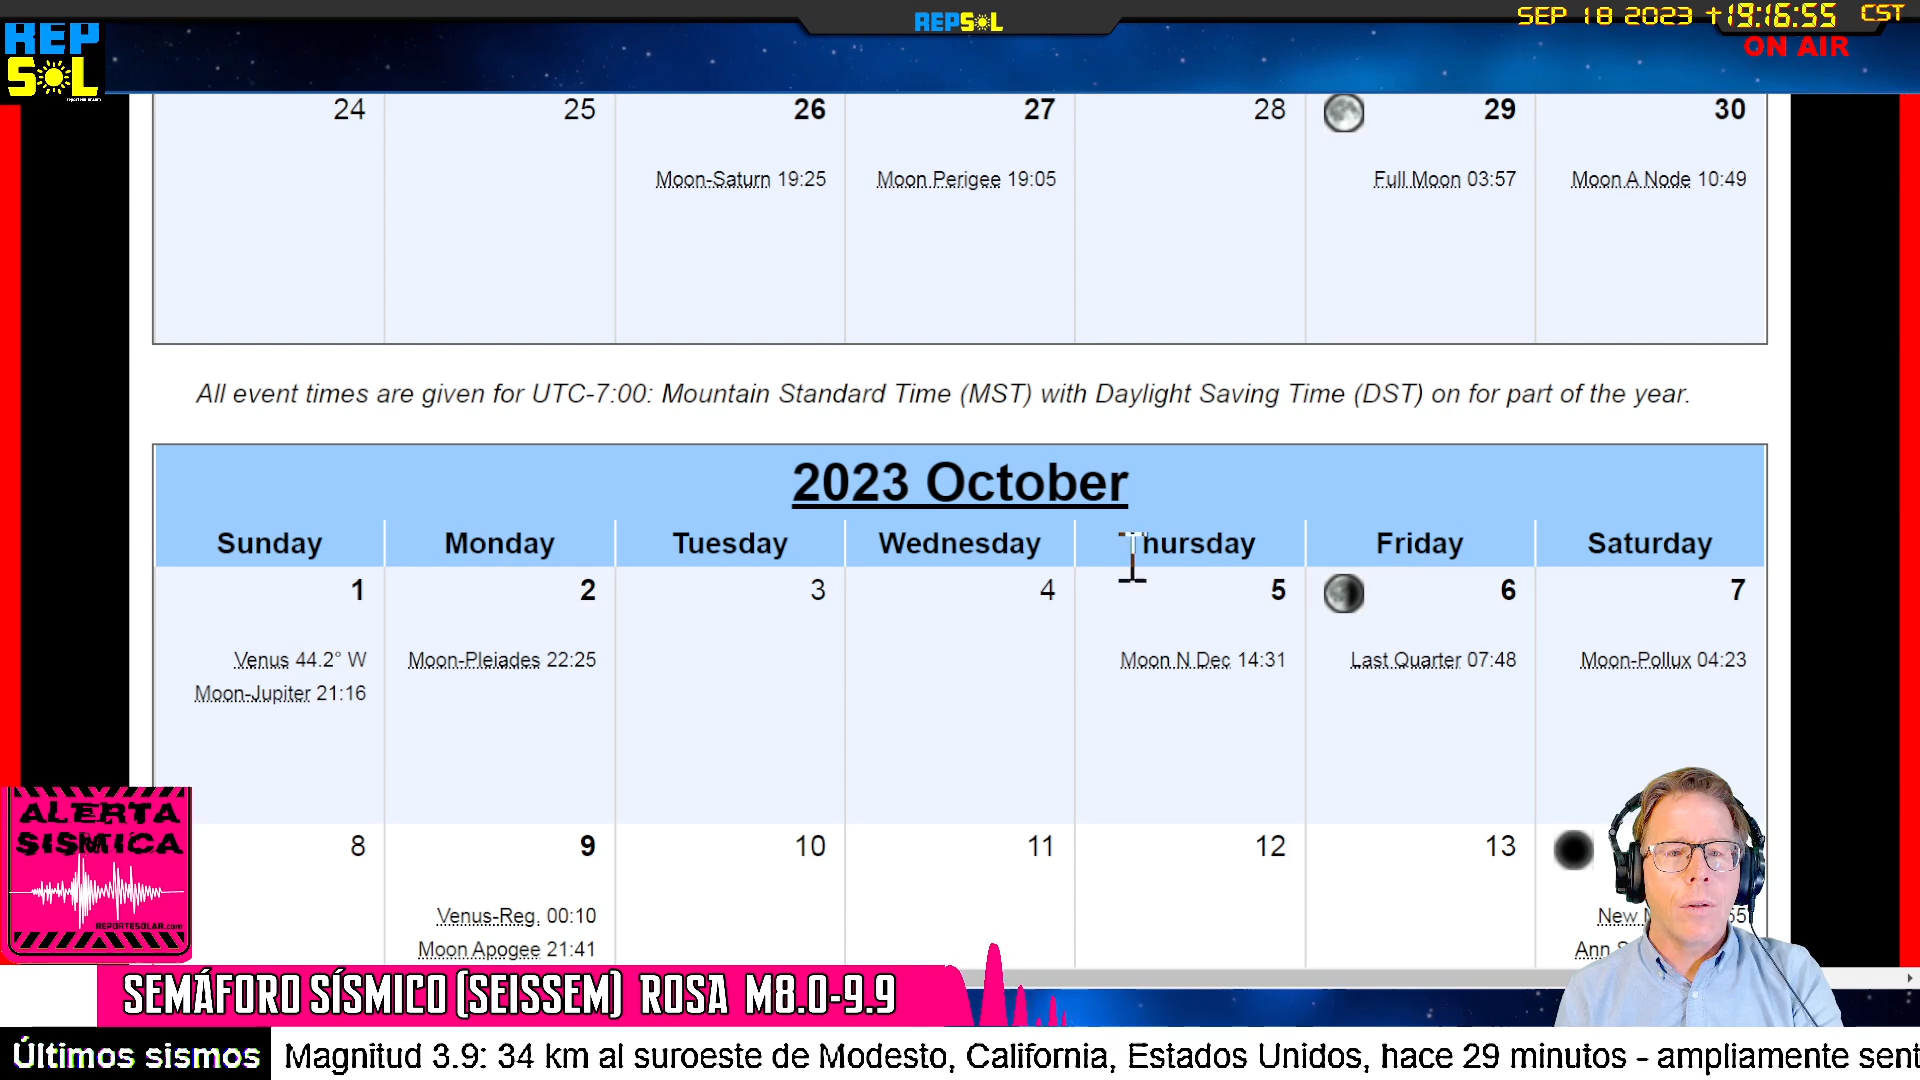 REP
SOL
REPSOL
SEP 18 2023 +19:16:55 CST
ON AIR
24 25 26 27 28 29 30
Moon-Saturn 19:25 Moon Perigee 19:05 Full Moon 03:57 Moon A Node 10:49
All event times are given for UTC-7:00: Mountain Standard Time (MST) with Daylight Saving Time (DST) on for part of the year.
2023 October
Sunday Monday Tuesday Wednesday Thursday Friday Saturday
1 2 3 4 5 6 7
Venus 44.2° W Moon-Pleiades 22:25 Moon N Dec 14:31 Last Quarter 07:48 Moon-Pollux 04:23
Moon-Jupiter 21:16
8 9 10 11 12 13
Venus-Reg. 00:10 New
Moon Apogee 21:41 Ann
ALERTA
SISMICA
REPORTESOLAR.com
SEMÁFORO SÍSMICO (SEISSEM) ROSA M8.0-9.9
Últimos sismos Magnitud 3.9: 34 km al suroeste de Modesto, California, Estados Unidos, hace 29 minutos - ampliamente sent